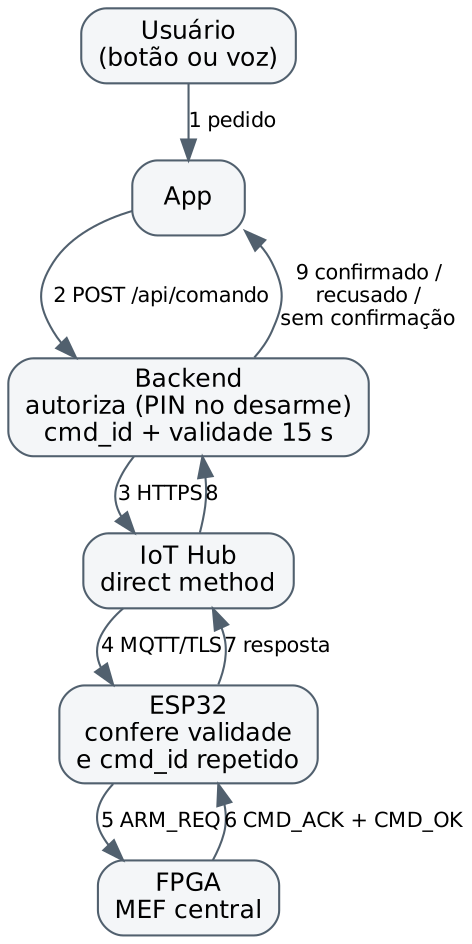 Usuário
(botão ou voz)
1 pedido
App
2 POST /api/comando
9 confirmado /
recusado /
sem confirmação
Backend
autoriza (PIN no desarme)
cmd_id + validade 15 s
3 HTTPS
8
IoT Hub
direct method
4 MQTT/TLS
7 resposta
ESP32
confere validade
e cmd_id repetido
5 ARM_REQ
6 CMD_ACK + CMD_OK
FPGA
MEF central